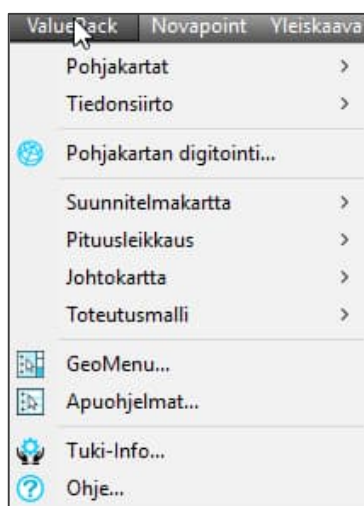 ValuePack Novapoint Yleiskaava
Pohjakartat
Tiedonsiirto
Pohjakartan digitointi...
Suunnitelmakartta
Pituusleikkaus
Johtokartta
Toteutusmalli
GeoMenu...
Apuohjelmat...
Tuki-Info...
Ohje...